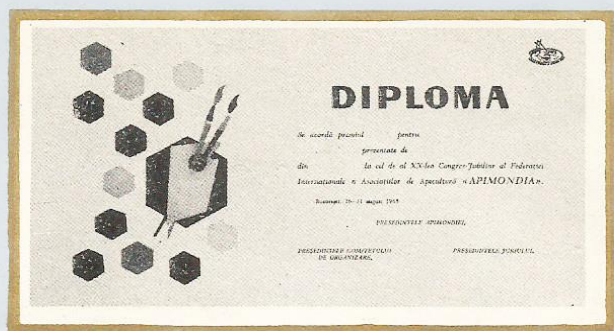 DIPLOMA
Se acordă premiul pentru
prezentate de
din la cel de al XX-lea Congres Jubiliar al Federației
Internaționale a Asociațiilor de Apicultură «APIMONDIA».
București, 26-31 august 1965
PREȘEDINTELE APIMONDIEI,
PREȘEDINTELE COMITETULUI PREȘEDINTELE JURIULUI,
DE ORGANIZARE,